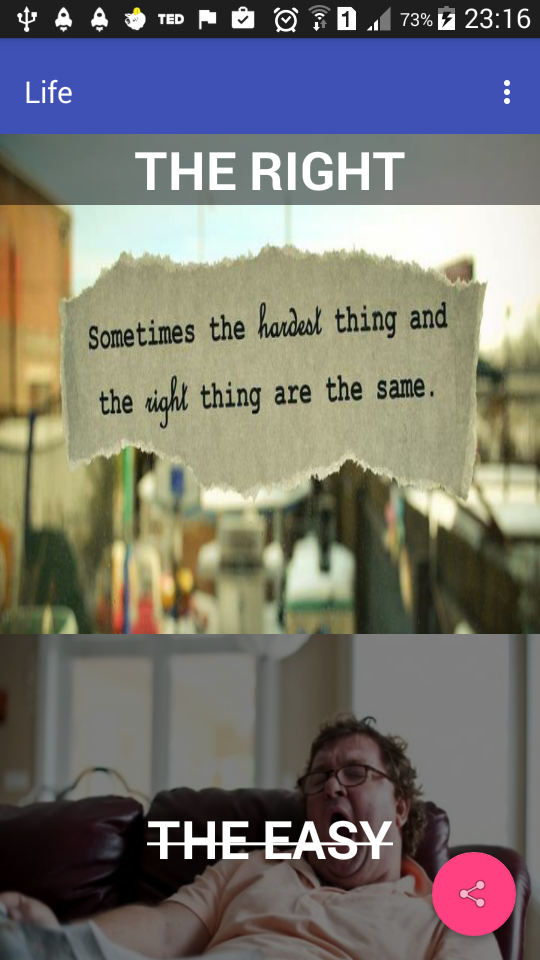 TED 1 73% 23:16
Life
THE RIGHT
Sometimes the hardest thing and
the right thing are the same.
THE EASY